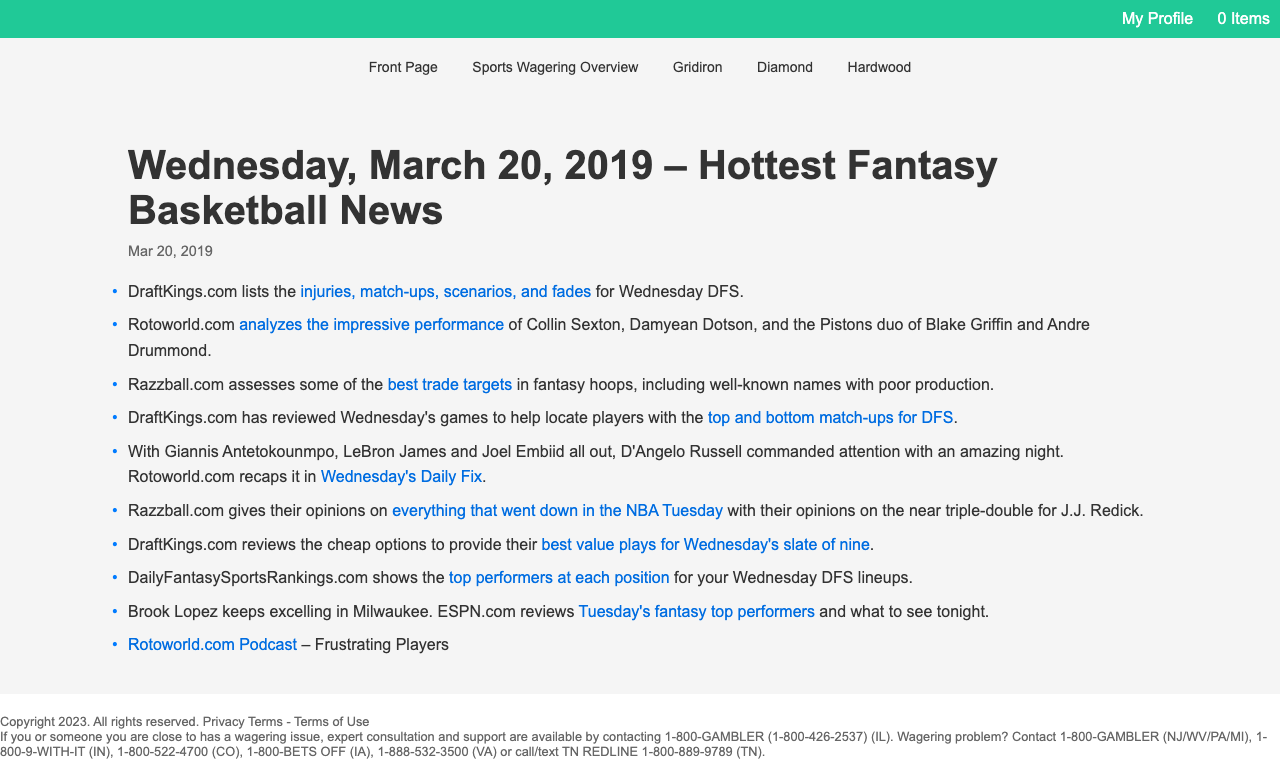 My Profile 0 Items
Front Page Sports Wagering Overview Gridiron Diamond Hardwood
Wednesday, March 20, 2019 – Hottest Fantasy
Basketball News
Mar 20, 2019
• DraftKings.com lists the injuries, match-ups, scenarios, and fades for Wednesday DFS.
• Rotoworld.com analyzes the impressive performance of Collin Sexton, Damyean Dotson, and the Pistons duo of Blake Griffin and Andre
Drummond.
• Razzball.com assesses some of the best trade targets in fantasy hoops, including well-known names with poor production.
• DraftKings.com has reviewed Wednesday's games to help locate players with the top and bottom match-ups for DFS.
• With Giannis Antetokounmpo, LeBron James and Joel Embiid all out, D'Angelo Russell commanded attention with an amazing night.
Rotoworld.com recaps it in Wednesday's Daily Fix.
• Razzball.com gives their opinions on everything that went down in the NBA Tuesday with their opinions on the near triple-double for J.J. Redick.
• DraftKings.com reviews the cheap options to provide their best value plays for Wednesday's slate of nine.
• DailyFantasySportsRankings.com shows the top performers at each position for your Wednesday DFS lineups.
• Brook Lopez keeps excelling in Milwaukee. ESPN.com reviews Tuesday's fantasy top performers and what to see tonight.
• Rotoworld.com Podcast – Frustrating Players
Copyright 2023. All rights reserved. Privacy Terms - Terms of Use
If you or someone you are close to has a wagering issue, expert consultation and support are available by contacting 1-800-GAMBLER (1-800-426-2537) (IL). Wagering problem? Contact 1-800-GAMBLER (NJ/WV/PA/MI), 1-
800-9-WITH-IT (IN), 1-800-522-4700 (CO), 1-800-BETS OFF (IA), 1-888-532-3500 (VA) or call/text TN REDLINE 1-800-889-9789 (TN).